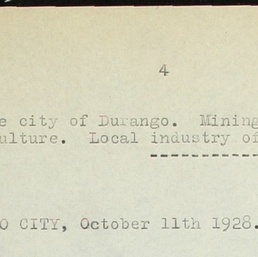 4
e city of Durango. Mining
ulture. Local industry of
O CITY, October 11th 1928.